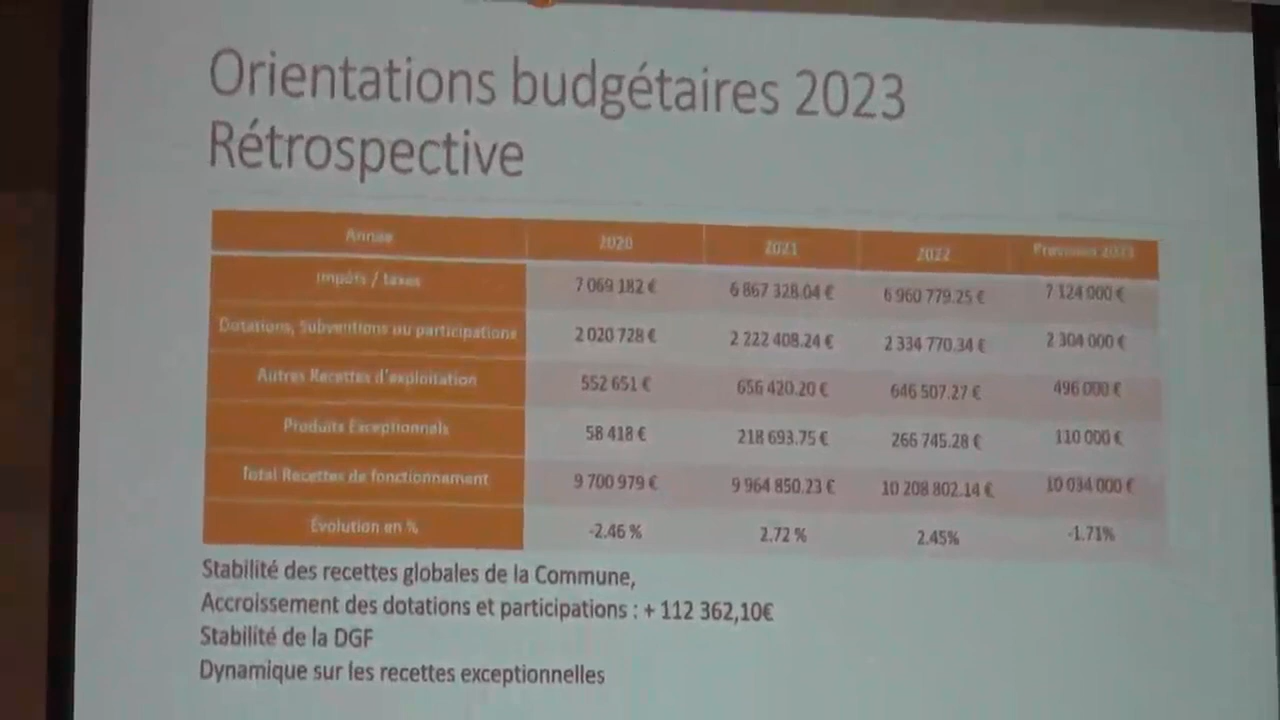 Orientations budgétaires 2023
Rétrospective
Année 2020 2021 2022 Prévision 2023
Impôts / taxes 7 069 182 € 6 867 328.04 € 6 960 779.25 € 7 124 000 €
Dotations, Subventions ou participations 2 020 728 € 2 222 408.24 € 2 334 770.34 € 2 304 000 €
Autres Recettes d'exploitation 552 651 € 656 420.20 € 646 507.27 € 496 000 €
Produits Exceptionnels 58 418 € 218 693.75 € 266 745.28 € 110 000 €
Total Recettes de fonctionnement 9 700 979 € 9 964 850.23 € 10 208 802.14 € 10 034 000 €
Évolution en % -2.46 % 2.72 % 2.45% -1.71%
Stabilité des recettes globales de la Commune,
Accroissement des dotations et participations : + 112 362,10€
Stabilité de la DGF
Dynamique sur les recettes exceptionnelles